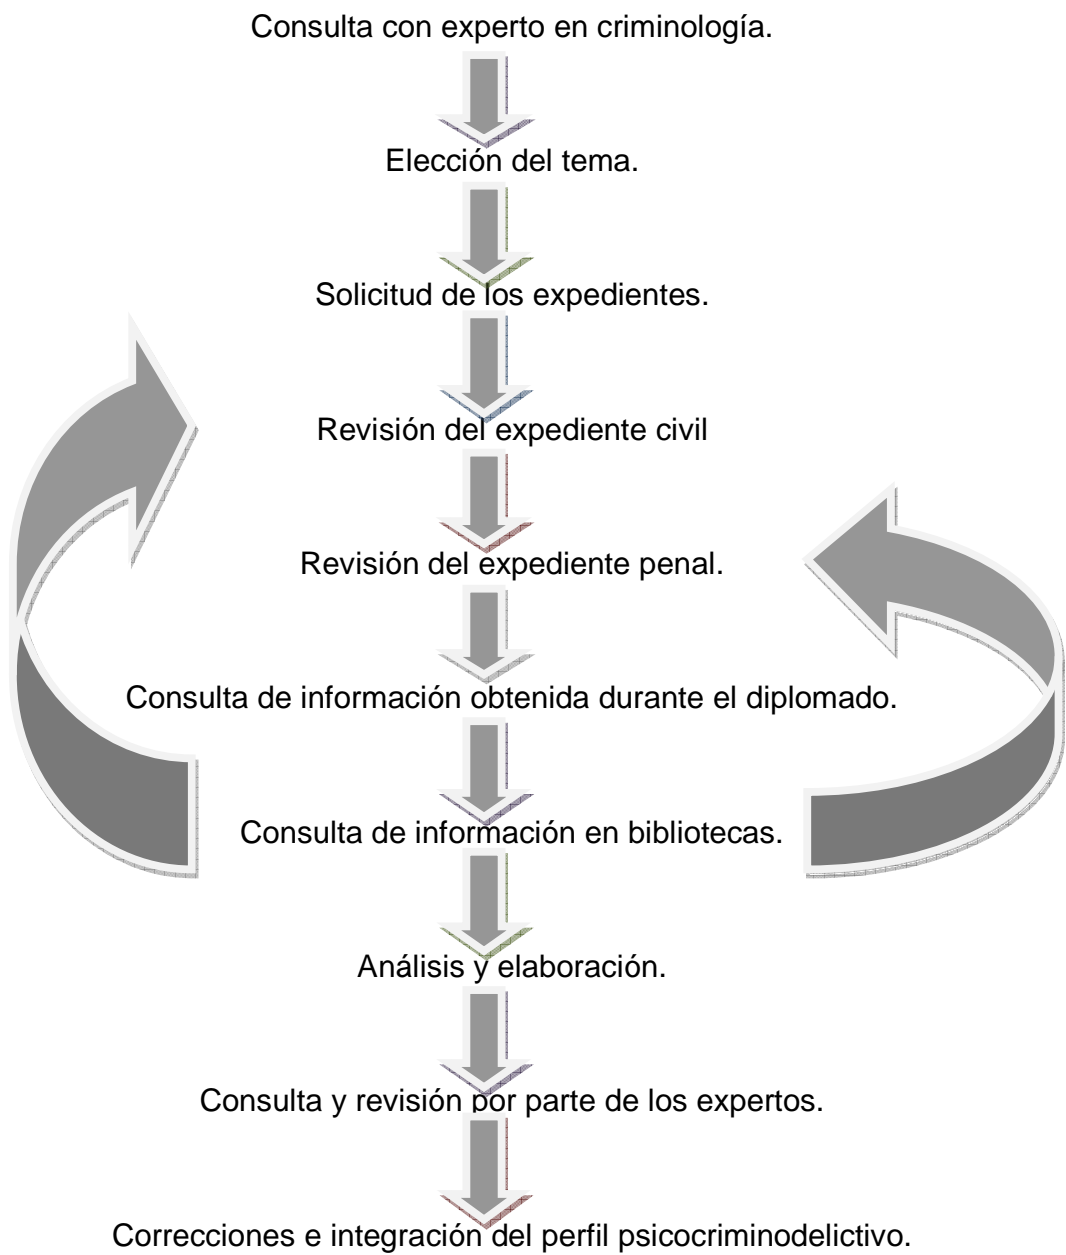 Consulta con experto en criminología.
Elección del tema.
Solicitud de los expedientes.
Revisión del expediente civil
Revisión del expediente penal.
Consulta de información obtenida durante el diplomado.
Consulta de información en bibliotecas.
Análisis y elaboración.
Consulta y revisión por parte de los expertos.
Correcciones e integración del perfil psicocriminodelictivo.